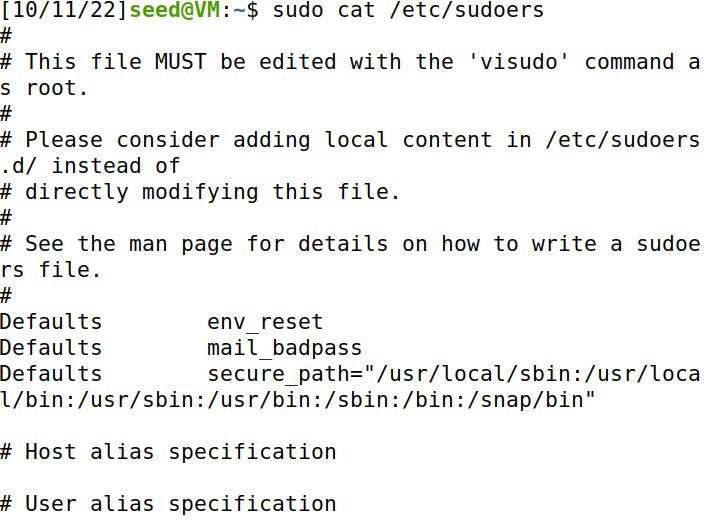 [10/11/22]seed@VM:~$ sudo cat /etc/sudoers
#
# This file MUST be edited with the 'visudo' command a
s root.
#
# Please consider adding local content in /etc/sudoers
.d/ instead of
# directly modifying this file.
#
# See the man page for details on how to write a sudoe
rs file.
#
Defaults        env_reset
Defaults        mail_badpass
Defaults        secure_path="/usr/local/sbin:/usr/loca
l/bin:/usr/sbin:/usr/bin:/sbin:/bin:/snap/bin"

# Host alias specification

# User alias specification